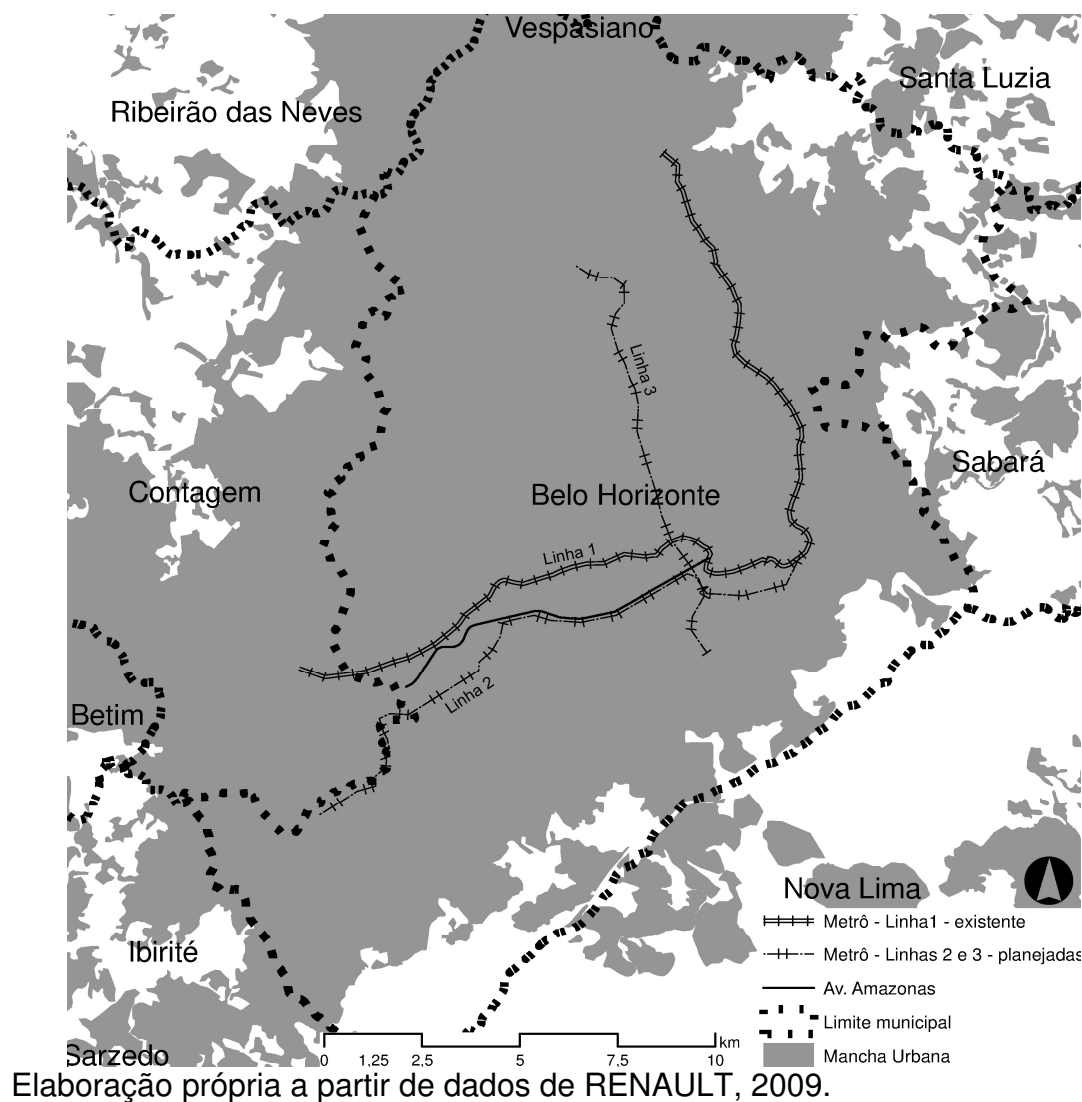 Vespasiano
Santa Luzia
Ribeirão das Neves
Linha 3
Sabará
Contagem
Belo Horizonte
Linha 1
Linha 2
Betim
Nova Lima
Metrô - Linha1 - existente
Ibirité
Metrô - Linhas 2 e 3 - planejadas
Av. Amazonas
Limite municipal
Sarzedo
Mancha Urbana
km
0 1,25 2,5 5 7,5 10
Elaboração própria a partir de dados de RENAULT, 2009.